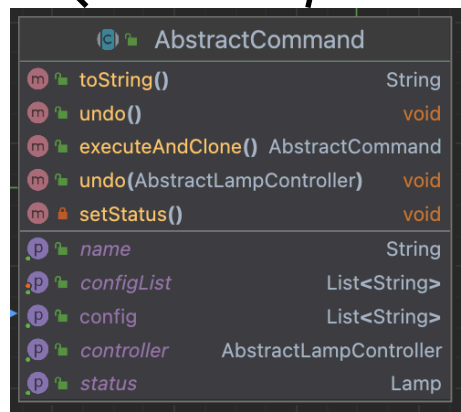 AbstractCommand
toString() String
undo() void
executeAndClone() AbstractCommand
undo(AbstractLampController) void
setStatus() void
name String
configList List<String>
config List<String>
controller AbstractLampController
status Lamp